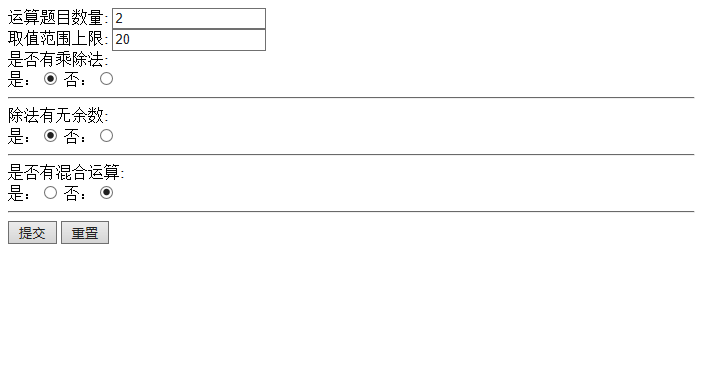 运算题目数量: 2
取值范围上限: 20
是否有乘除法:
是： 否：
除法有无余数:
是： 否：
是否有混合运算:
是： 否：
提交 重置